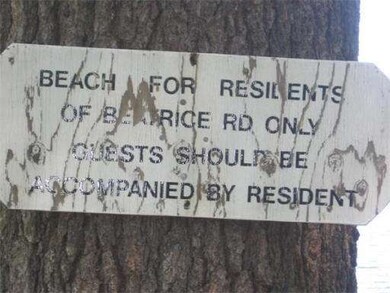 BEACH FOR RESIDENTS
OF BEATRICE RD ONLY
GUESTS SHOULD BE
ACCOMPANIED BY RESIDENT